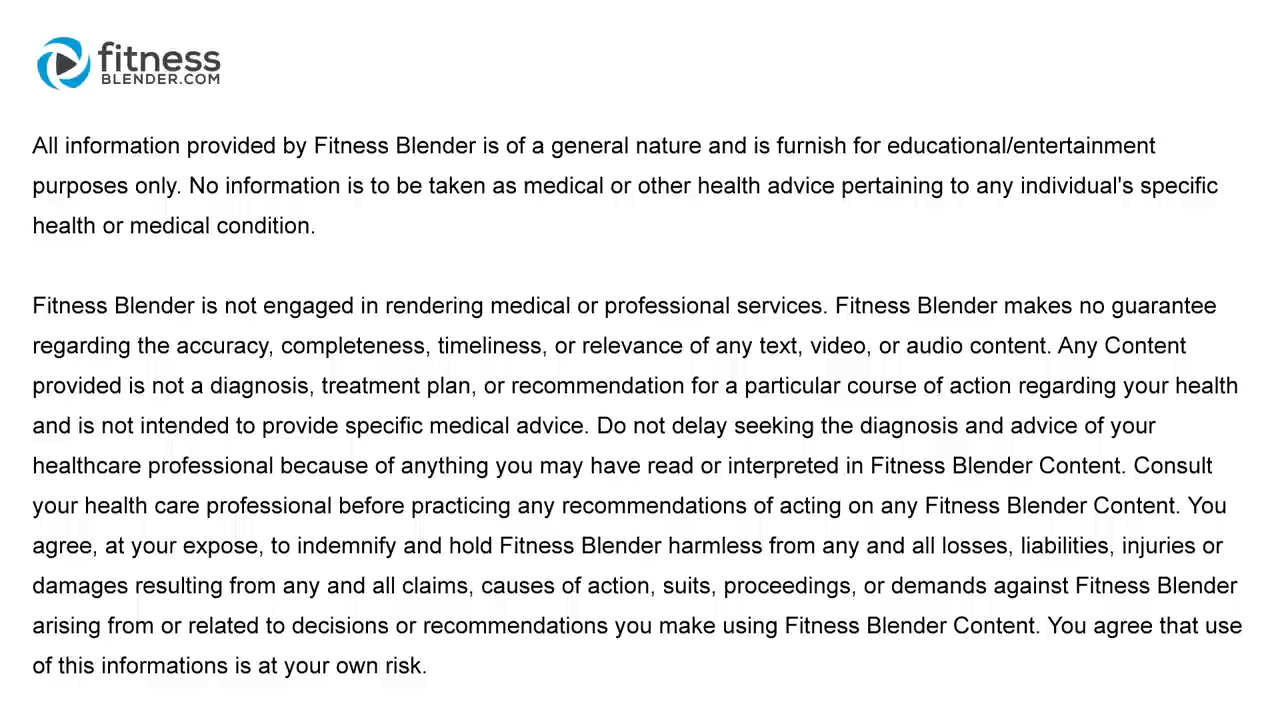 fitness
BLENDER.COM
All information provided by Fitness Blender is of a general nature and is furnish for educational/entertainment
purposes only. No information is to be taken as medical or other health advice pertaining to any individual's specific
health or medical condition.
Fitness Blender is not engaged in rendering medical or professional services. Fitness Blender makes no guarantee
regarding the accuracy, completeness, timeliness, or relevance of any text, video, or audio content. Any Content
provided is not a diagnosis, treatment plan, or recommendation for a particular course of action regarding your health
and is not intended to provide specific medical advice. Do not delay seeking the diagnosis and advice of your
healthcare professional because of anything you may have read or interpreted in Fitness Blender Content. Consult
your health care professional before practicing any recommendations of acting on any Fitness Blender Content. You
agree, at your expose, to indemnify and hold Fitness Blender harmless from any and all losses, liabilities, injuries or
damages resulting from any and all claims, causes of action, suits, proceedings, or demands against Fitness Blender
arising from or related to decisions or recommendations you make using Fitness Blender Content. You agree that use
of this informations is at your own risk.